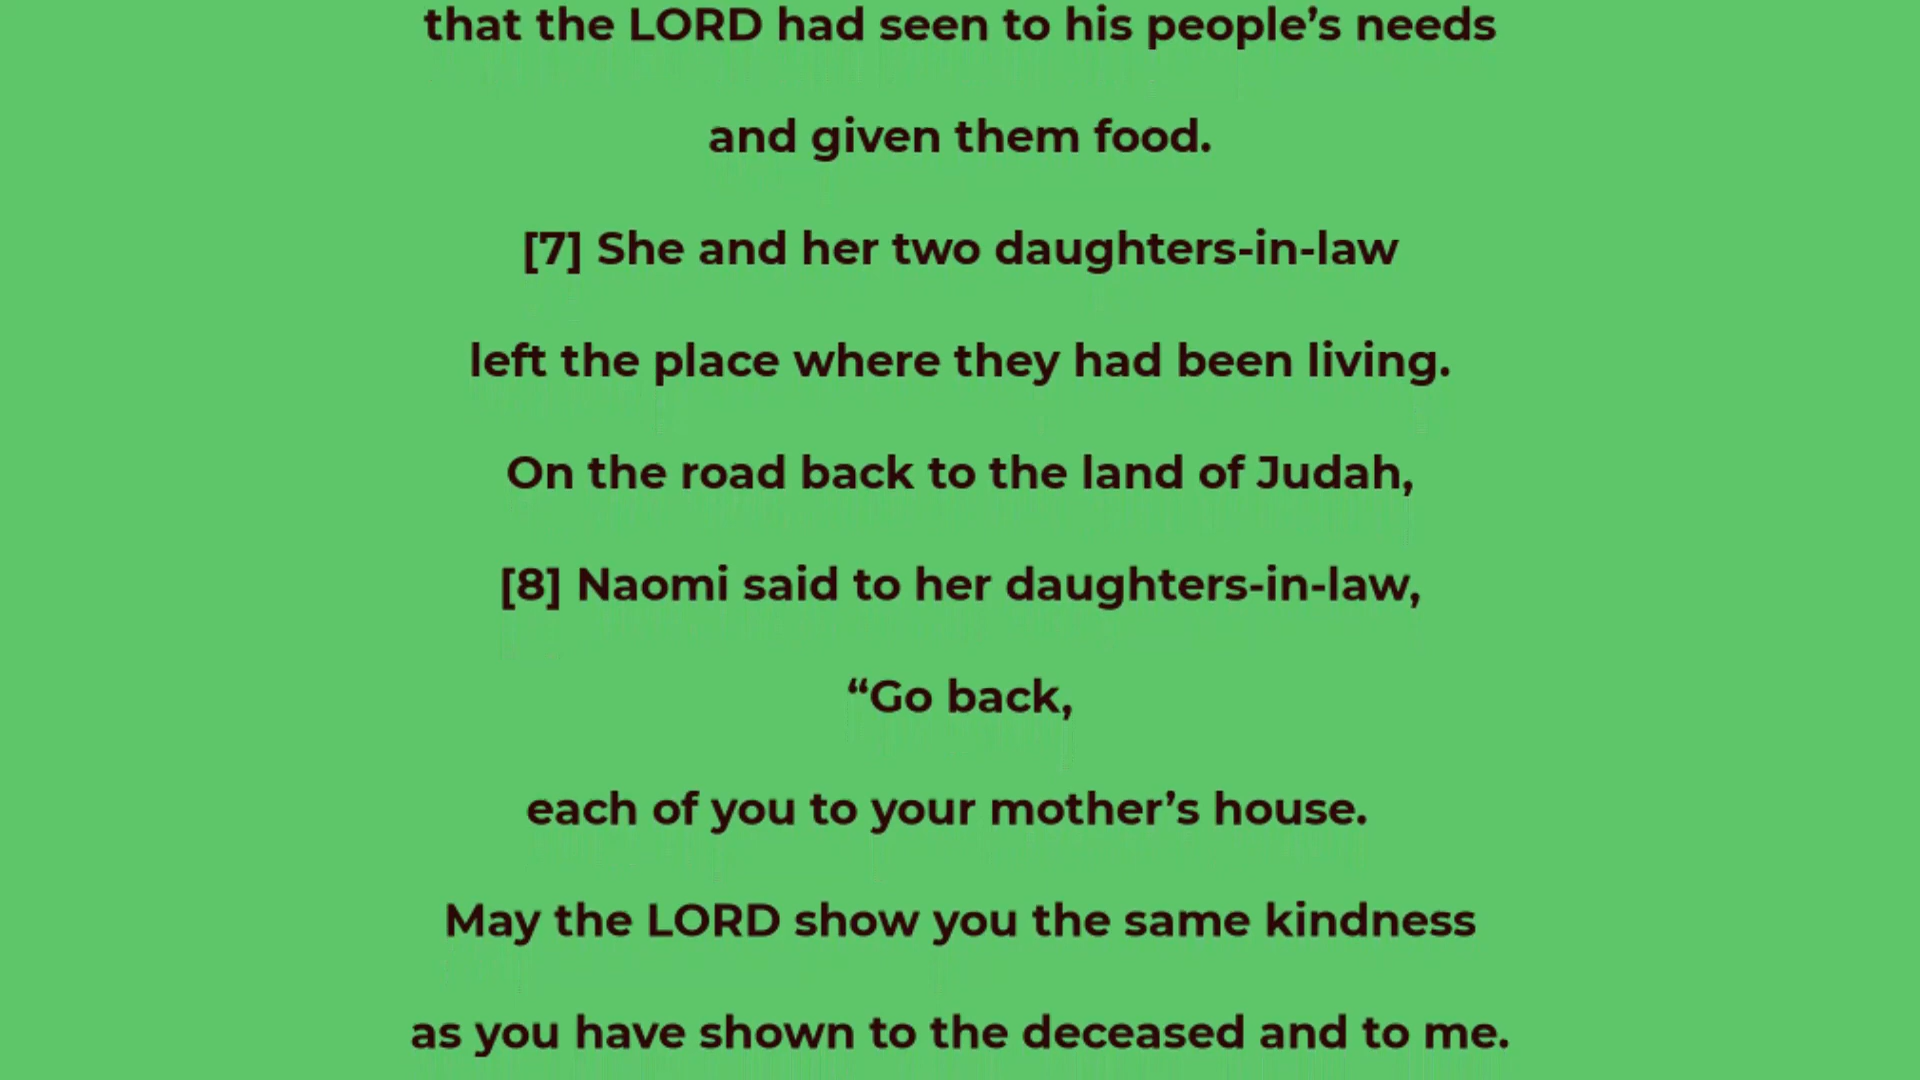 that the LORD had seen to his people’s needs
and given them food.
[7] She and her two daughters-in-law
left the place where they had been living.
On the road back to the land of Judah,
[8] Naomi said to her daughters-in-law,
“Go back,
each of you to your mother’s house.
May the LORD show you the same kindness
as you have shown to the deceased and to me.